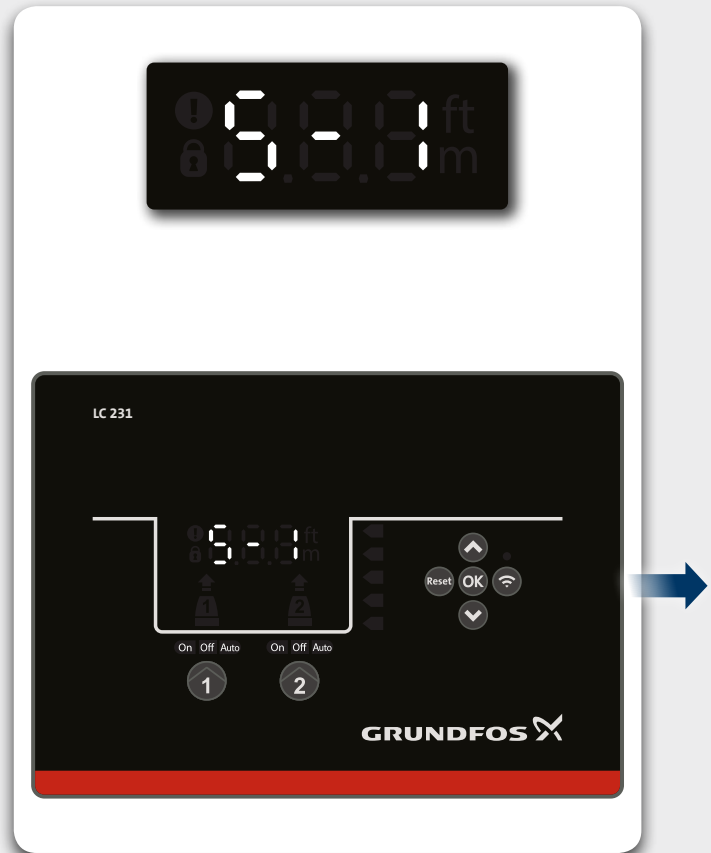 S-1
ft
m
LC 231
S-1
ft
m
1 2
Reset OK
On Off Auto On Off Auto
1 2
GRUNDFOS